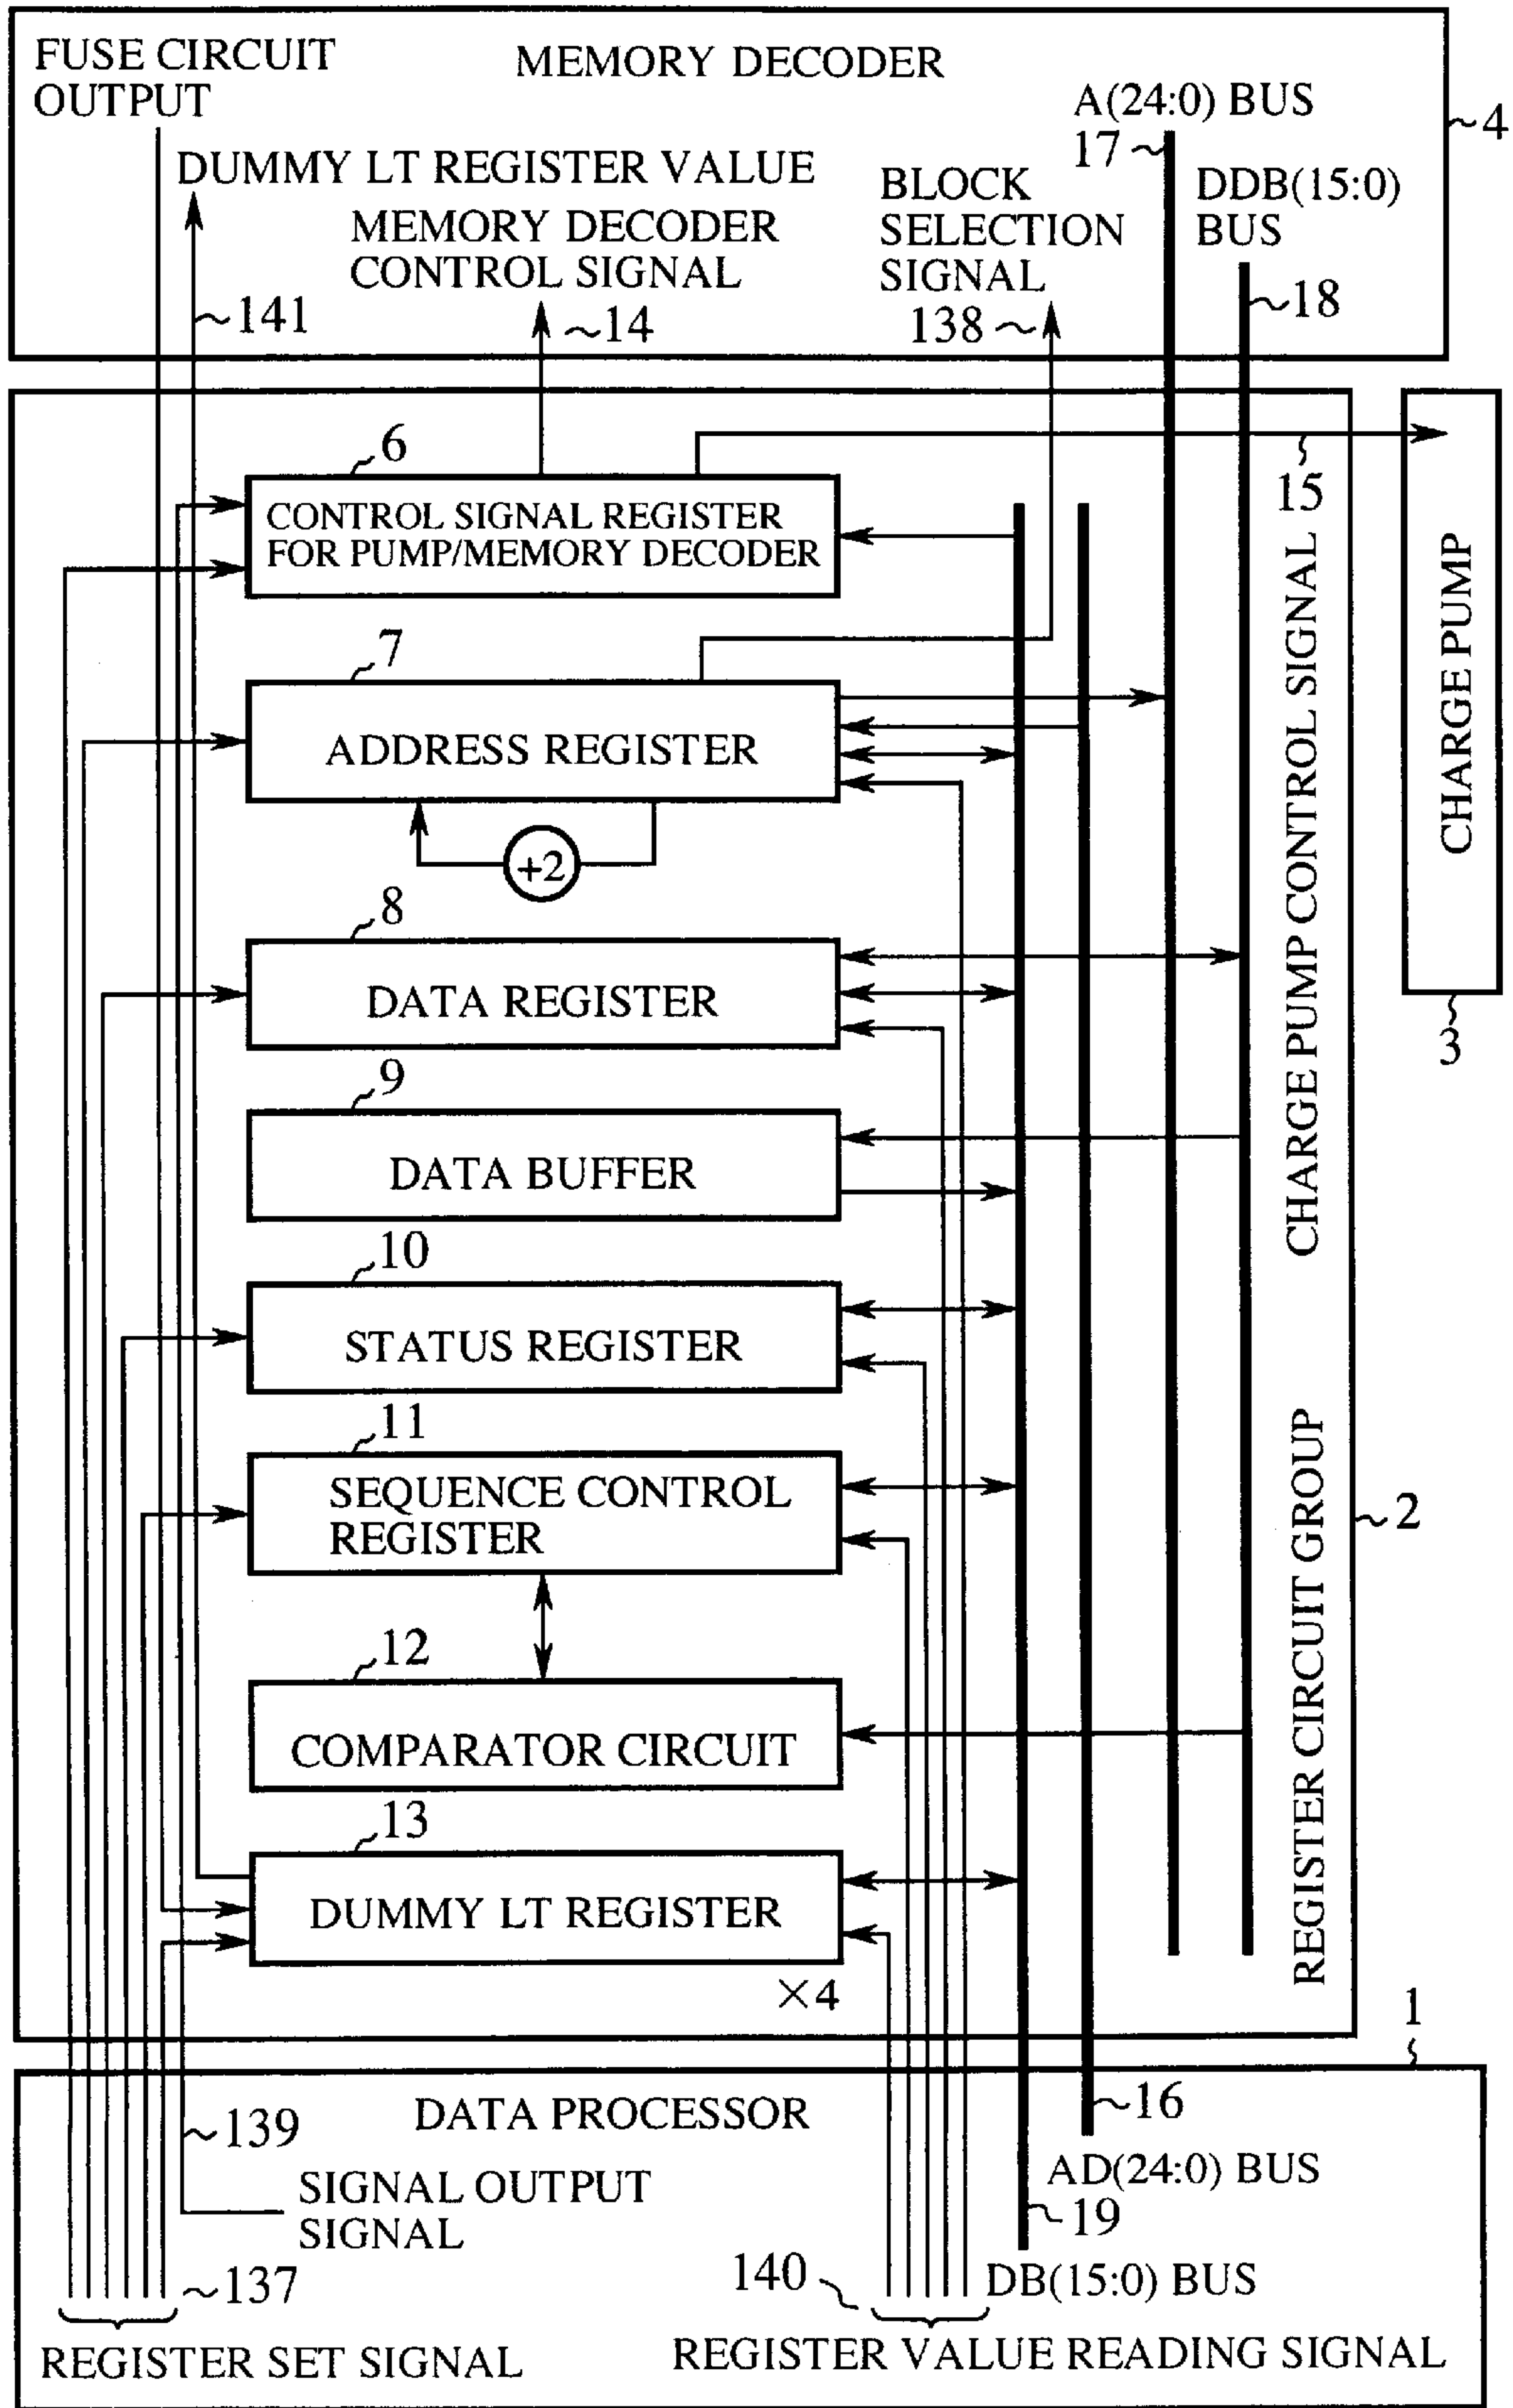 FUSE CIRCUIT
OUTPUT
MEMORY DECODER
A(24:0) BUS
17
4
DUMMY LT REGISTER VALUE
BLOCK
SELECTION
SIGNAL
138
DDB(15:0)
BUS
MEMORY DECODER
CONTROL SIGNAL
141
14
18
6
15
CONTROL SIGNAL REGISTER
FOR PUMP/MEMORY DECODER
CHARGE PUMP CONTROL SIGNAL
CHARGE PUMP
3
7
ADDRESS REGISTER
+2
8
DATA REGISTER
9
DATA BUFFER
10
STATUS REGISTER
11
SEQUENCE CONTROL
REGISTER
REGISTER CIRCUIT GROUP
2
12
COMPARATOR CIRCUIT
13
DUMMY LT REGISTER
×4
1
DATA PROCESSOR
16
139
AD(24:0) BUS
SIGNAL OUTPUT
SIGNAL
19
137
140
DB(15:0) BUS
REGISTER SET SIGNAL
REGISTER VALUE READING SIGNAL